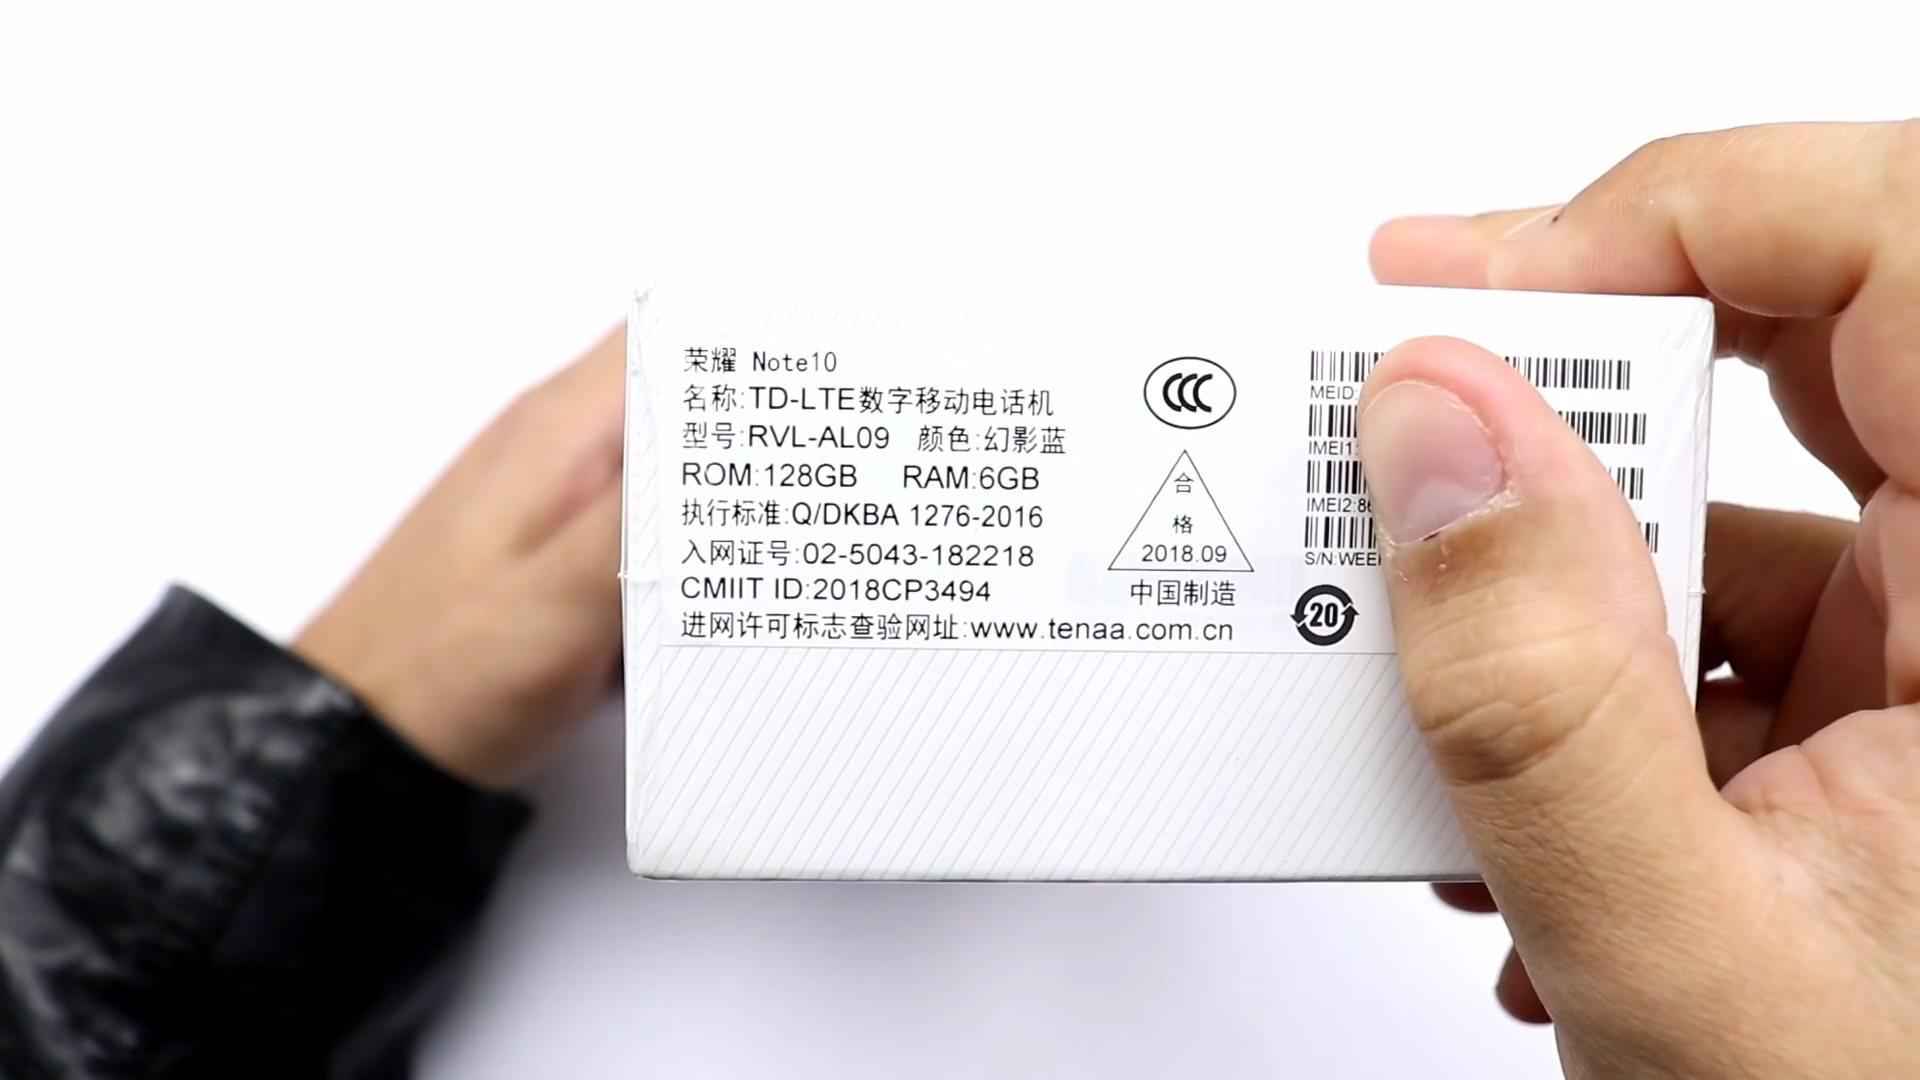 荣耀 Note10
名称:TD-LTE数字移动电话机
型号:RVL-AL09 颜色:幻影蓝
ROM:128GB RAM:6GB
执行标准:Q/DKBA 1276-2016
入网证号:02-5043-182218
CMIIT ID:2018CP3494
进网许可标志查验网址:www.tenaa.com.cn
CCC
合
格
2018.09
中国制造
MEID:
IMEI1:
IMEI2:8
S/N:WEE
20